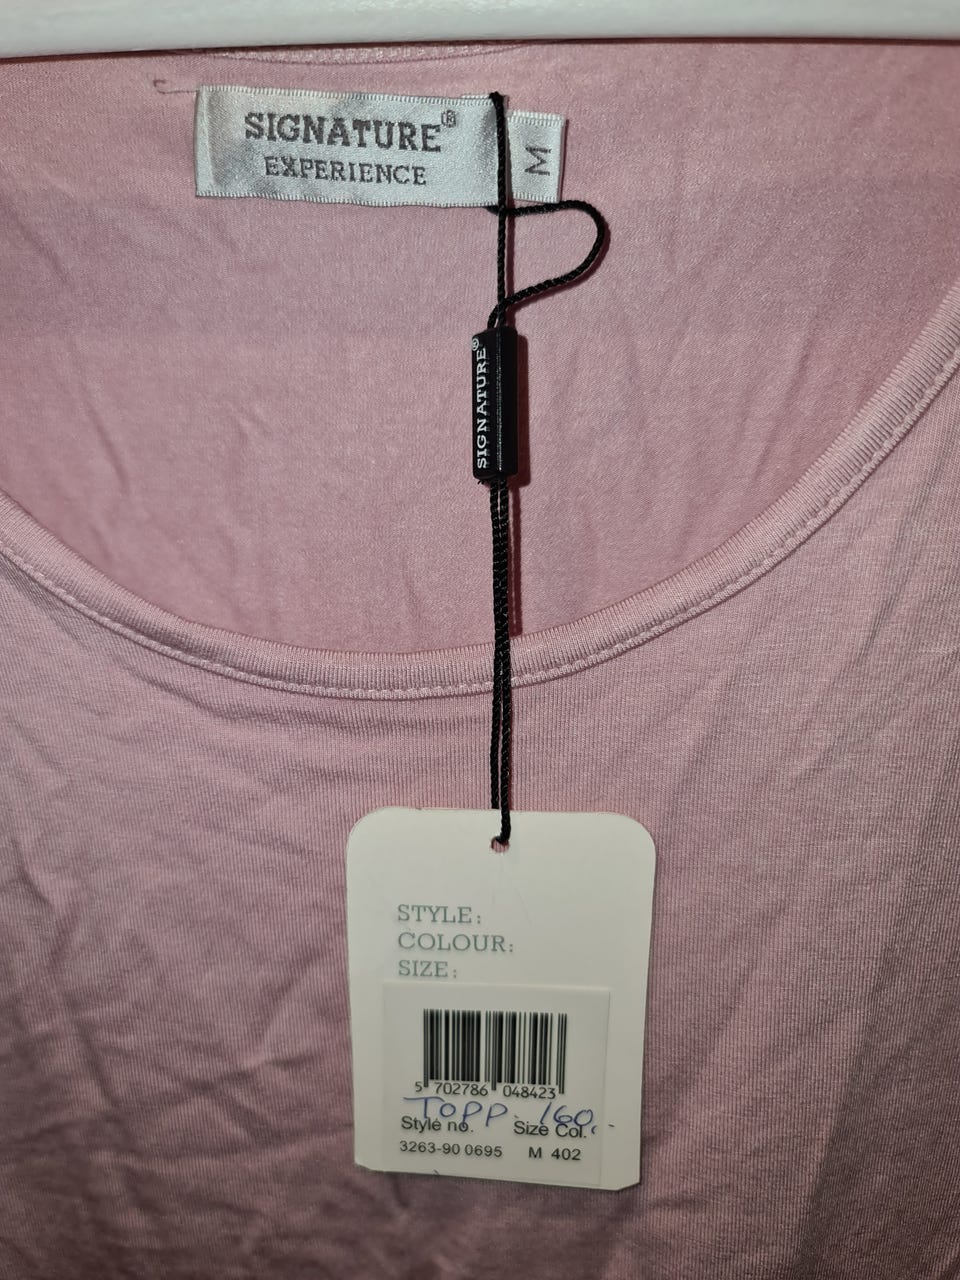 SIGNATURE®
EXPERIENCE
M
SIGNATURE®
STYLE:
COLOUR:
SIZE:
5 702786 048423
TOPP 160,-
Style no. Size Col.
3263-90 0695 M 402